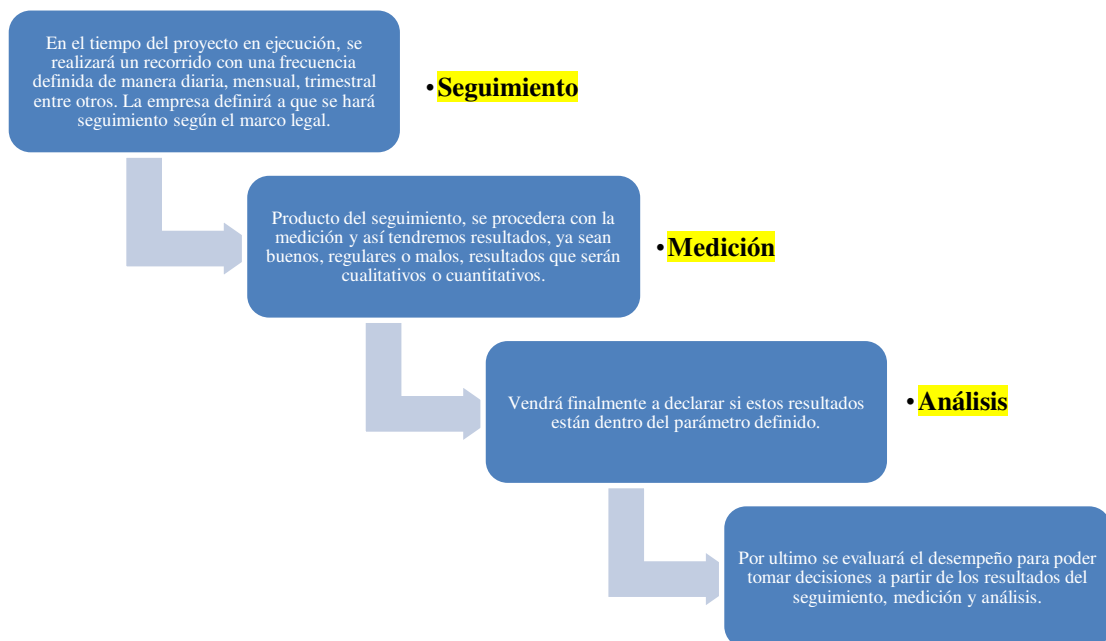 En el tiempo del proyecto en ejecución, se
realizará un recorrido con una frecuencia
definida de manera diaria, mensual, trimestral
entre otros. La empresa definirá a que se hará
seguimiento según el marco legal.
•Seguimiento
Producto del seguimiento, se procedera con la
medición y así tendremos resultados, ya sean
buenos, regulares o malos, resultados que serán
cualitativos o cuantitativos.
•Medición
Vendrá finalmente a declarar si estos resultados
están dentro del parámetro definido.
•Análisis
Por ultimo se evaluará el desempeño para poder
tomar decisiones a partir de los resultados del
seguimiento, medición y análisis.